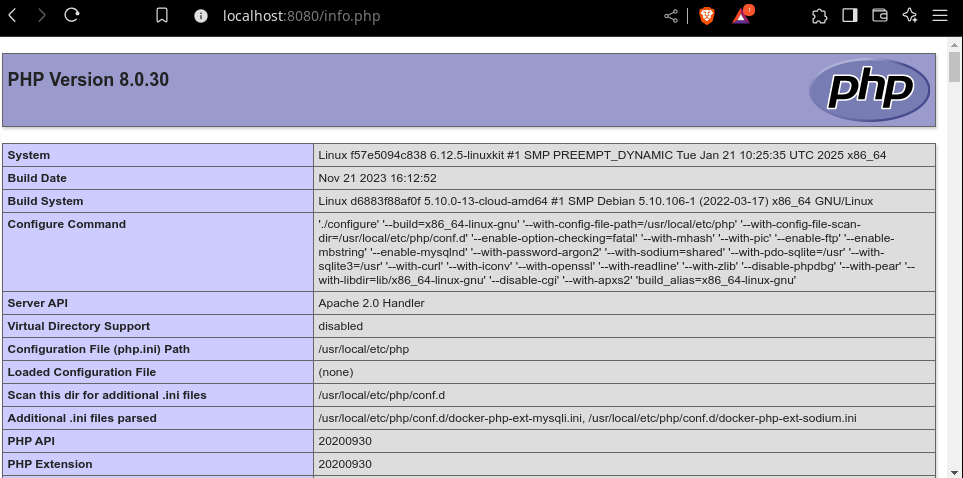 localhost:8080/info.php
1
PHP Version 8.0.30
php
System Linux f57e5094c838 6.12.5-linuxkit #1 SMP PREEMPT_DYNAMIC Tue Jan 21 10:25:35 UTC 2025 x86_64
Build Date Nov 21 2023 16:12:52
Build System Linux d6883f88af0f 5.10.0-13-cloud-amd64 #1 SMP Debian 5.10.106-1 (2022-03-17) x86_64 GNU/Linux
Configure Command './configure' '--build=x86_64-linux-gnu' '--with-config-file-path=/usr/local/etc/php' '--with-config-file-scan-
dir=/usr/local/etc/php/conf.d' '--enable-option-checking=fatal' '--with-mhash' '--with-pic' '--enable-ftp' '--enable-
mbstring' '--enable-mysqlnd' '--with-password-argon2' '--with-sodium=shared' '--with-pdo-sqlite=/usr' '--with-
sqlite3=/usr' '--with-curl' '--with-iconv' '--with-openssl' '--with-readline' '--with-zlib' '--disable-phpdbg' '--with-pear' '--
with-libdir=lib/x86_64-linux-gnu' '--disable-cgi' '--with-apxs2' 'build_alias=x86_64-linux-gnu'
Server API Apache 2.0 Handler
Virtual Directory Support disabled
Configuration File (php.ini) Path /usr/local/etc/php
Loaded Configuration File (none)
Scan this dir for additional .ini files /usr/local/etc/php/conf.d
Additional .ini files parsed /usr/local/etc/php/conf.d/docker-php-ext-mysqli.ini, /usr/local/etc/php/conf.d/docker-php-ext-sodium.ini
PHP API 20200930
PHP Extension 20200930